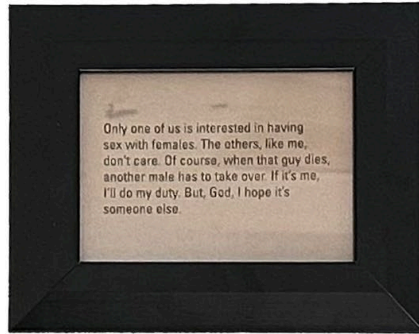 Only one of us is interested in having
sex with females. The others, like me,
don't care. Of course, when that guy dies,
another male has to take over. If it's me,
I'll do my duty. But, God, I hope it's
someone else.